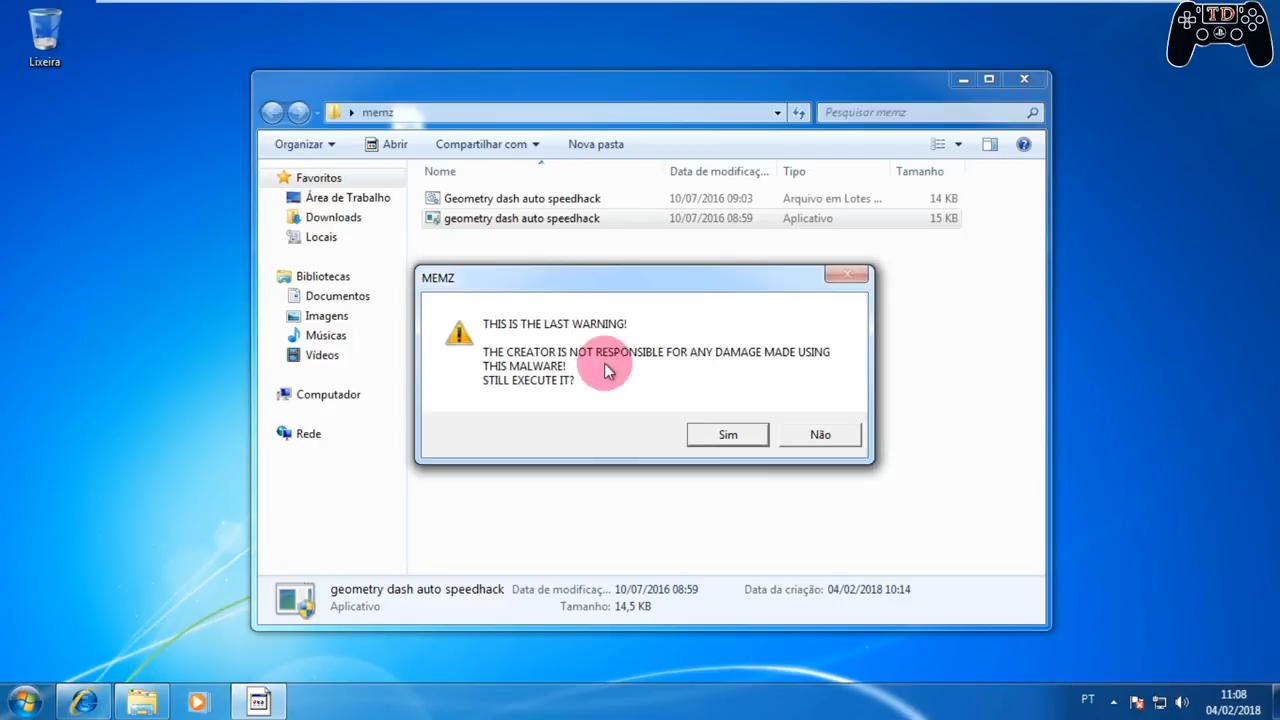 TD
Lixeira
memz
Pesquisar memz
Organizar
Abrir
Compartilhar com
Nova pasta
Nome
Data de modificaç...
Tipo
Tamanho
Favoritos
Área de Trabalho
Downloads
Locais
Bibliotecas
Documentos
Imagens
Músicas
Vídeos
Computador
Rede
Geometry dash auto speedhack 10/07/2016 09:03 Arquivo em Lotes ... 14 KB
geometry dash auto speedhack 10/07/2016 08:59 Aplicativo 15 KB
MEMZ
THIS IS THE LAST WARNING!
THE CREATOR IS NOT RESPONSIBLE FOR ANY DAMAGE MADE USING
THIS MALWARE!
STILL EXECUTE IT?
Sim
Não
geometry dash auto speedhack Data de modificaç... 10/07/2016 08:59 Data da criação: 04/02/2018 10:14
Aplicativo Tamanho: 14,5 KB
PT
11:08
04/02/2018